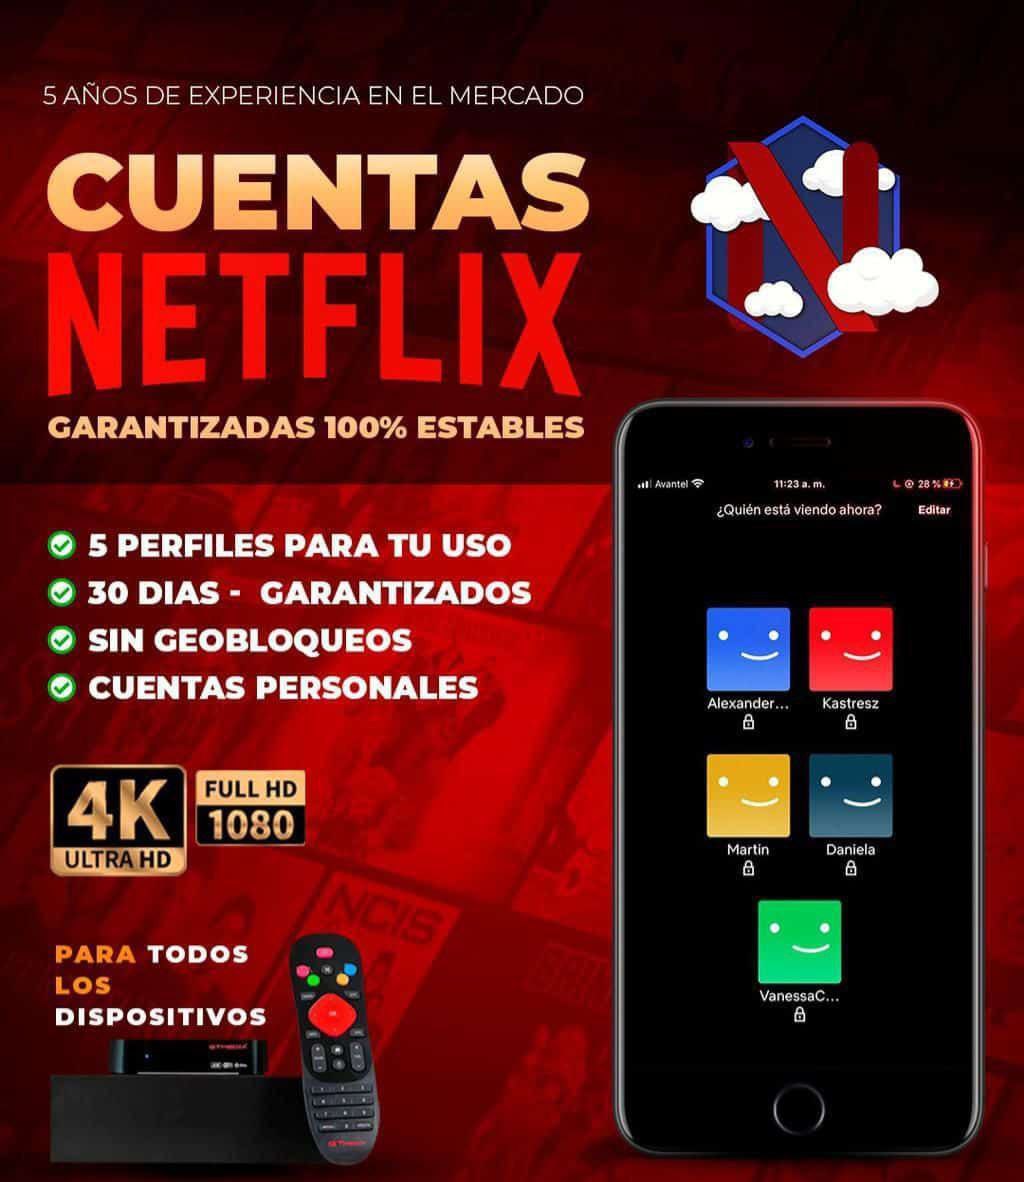 5 AÑOS DE EXPERIENCIA EN EL MERCADO
CUENTAS
NETFLIX
GARANTIZADAS 100% ESTABLES
5 PERFILES PARA TU USO
30 DIAS - GARANTIZADOS
SIN GEOBLOQUEOS
CUENTAS PERSONALES
4K
ULTRA HD
FULL HD
1080
PARA TODOS
LOS
DISPOSITIVOS
NCIS
Avantel 11:23 a. m. 28 %
¿Quién está viendo ahora? Editar
Alexander... Kastresz
Martin Daniela
VanessaC...